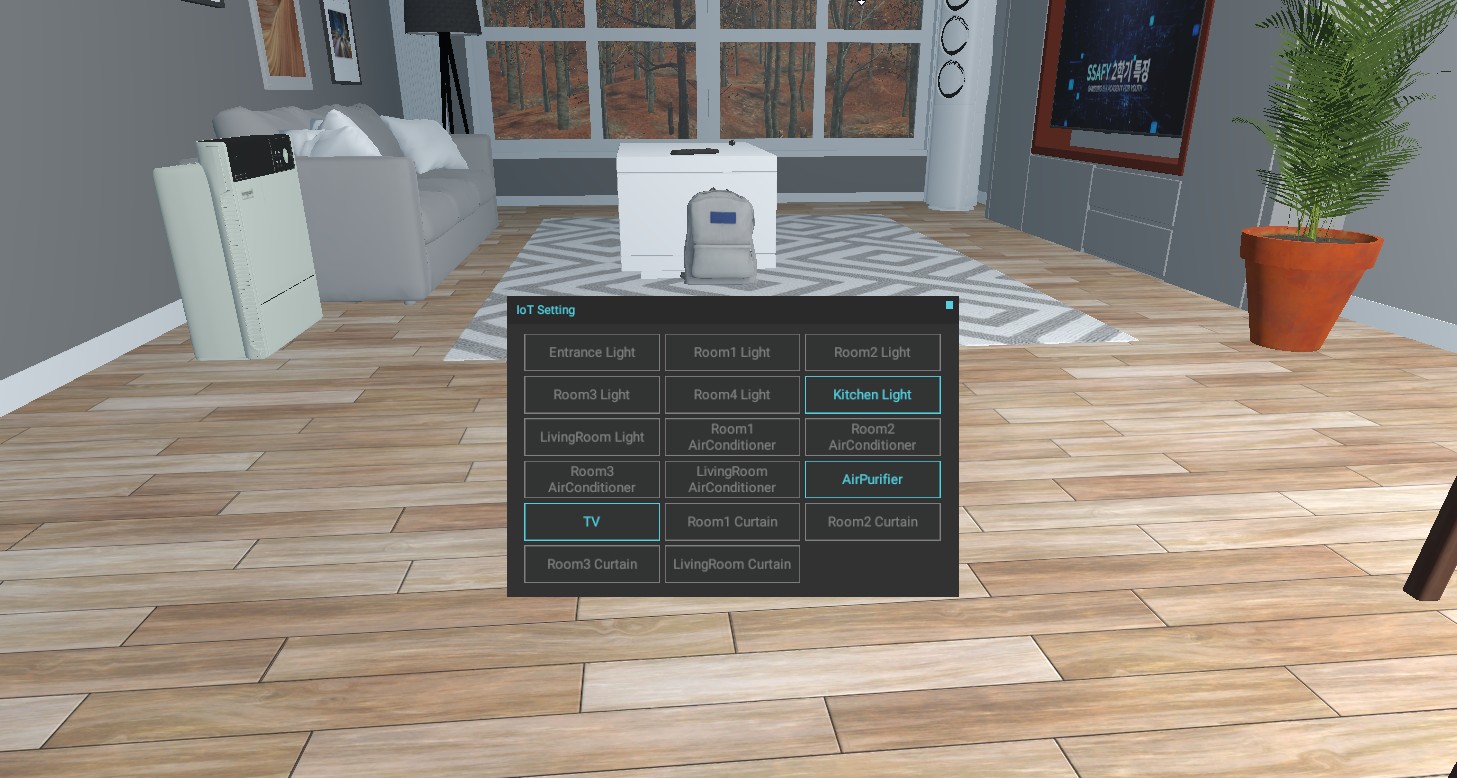 SSAFY 2학기 특징
IoT Setting
Entrance Light
Room1 Light
Room2 Light
Room3 Light
Room4 Light
Kitchen Light
LivingRoom Light
Room1
AirConditioner
Room2
AirConditioner
Room3
AirConditioner
LivingRoom
AirConditioner
AirPurifier
TV
Room1 Curtain
Room2 Curtain
Room3 Curtain
LivingRoom Curtain